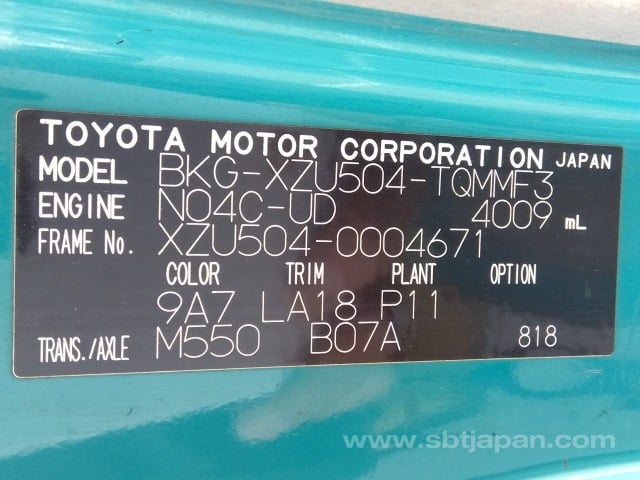 TOYOTA MOTOR CORPORATION JAPAN
MODEL BKG-XZU504-TQMMF3
ENGINE N04C-UD 4009 mL
FRAME No. XZU504-0004671
COLOR TRIM PLANT OPTION
9A7 LA18 P11
TRANS./AXLE M550 B07A 818
www.sbtjapan.com